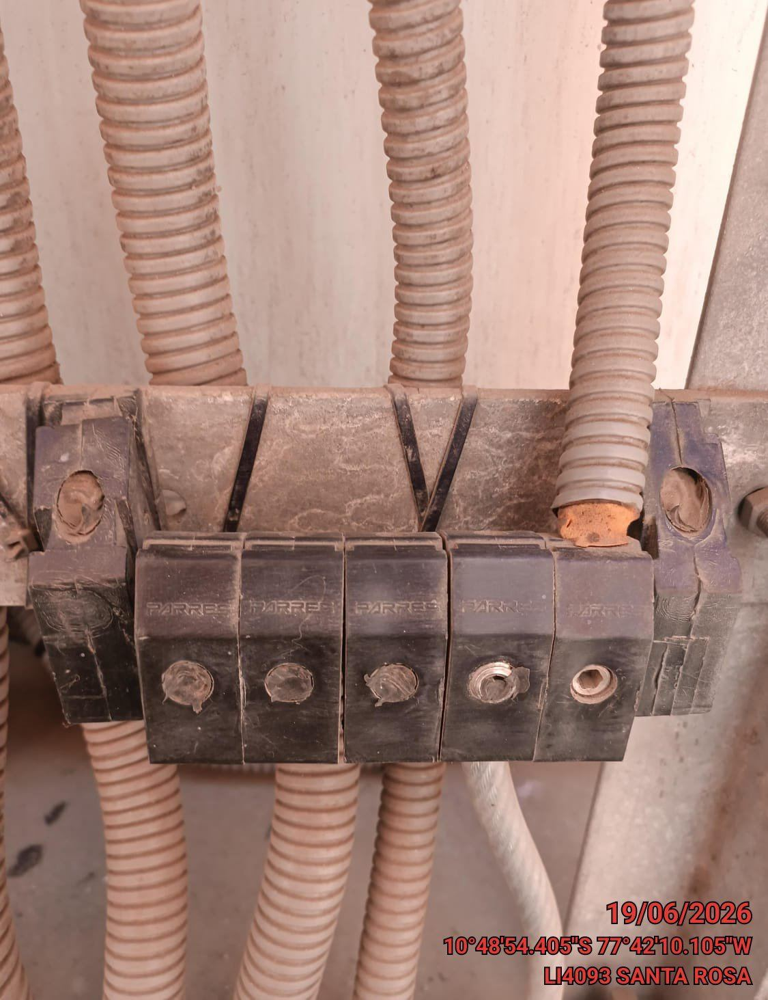 PARRES PARRES PARRES PARRES PARRES
19/06/2026
10°48'54.405"S 77°42'10.105"W
LI4093 SANTA ROSA